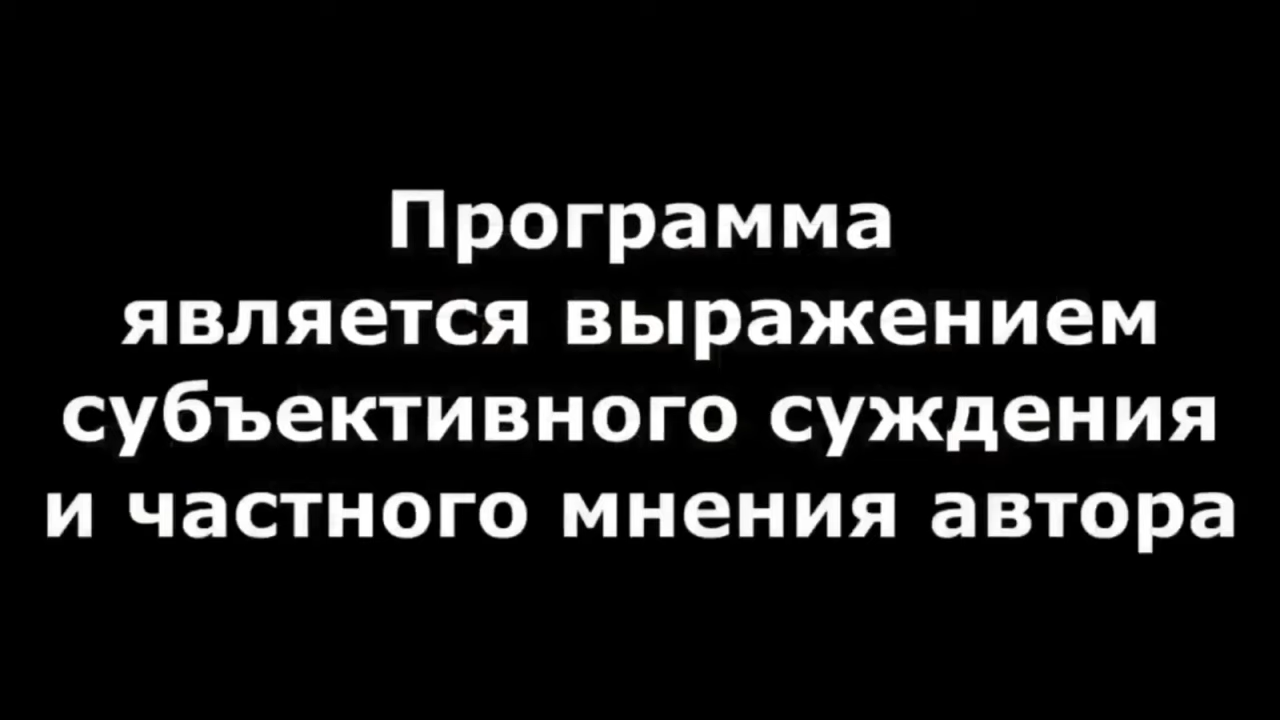 Программа
является выражением
субъективного суждения
и частного мнения автора